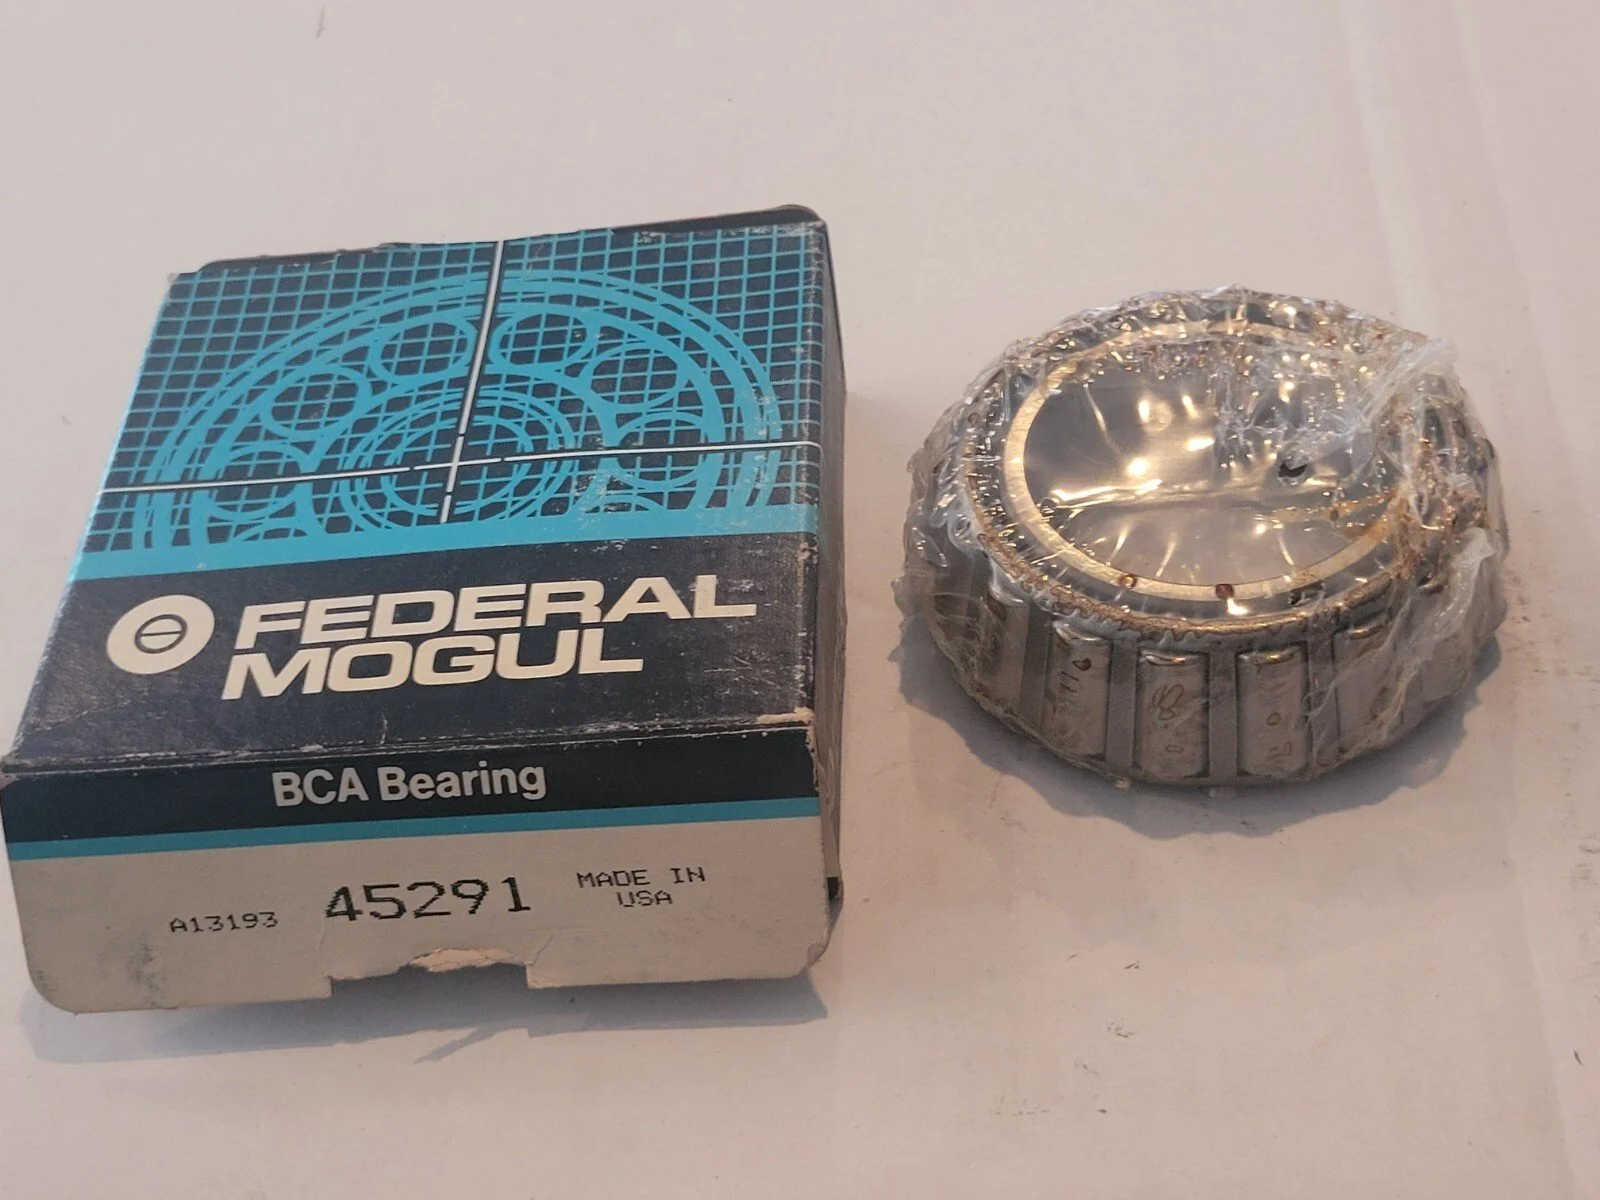 FEDERAL
MOGUL
BCA Bearing
A13193 45291 MADE IN
USA